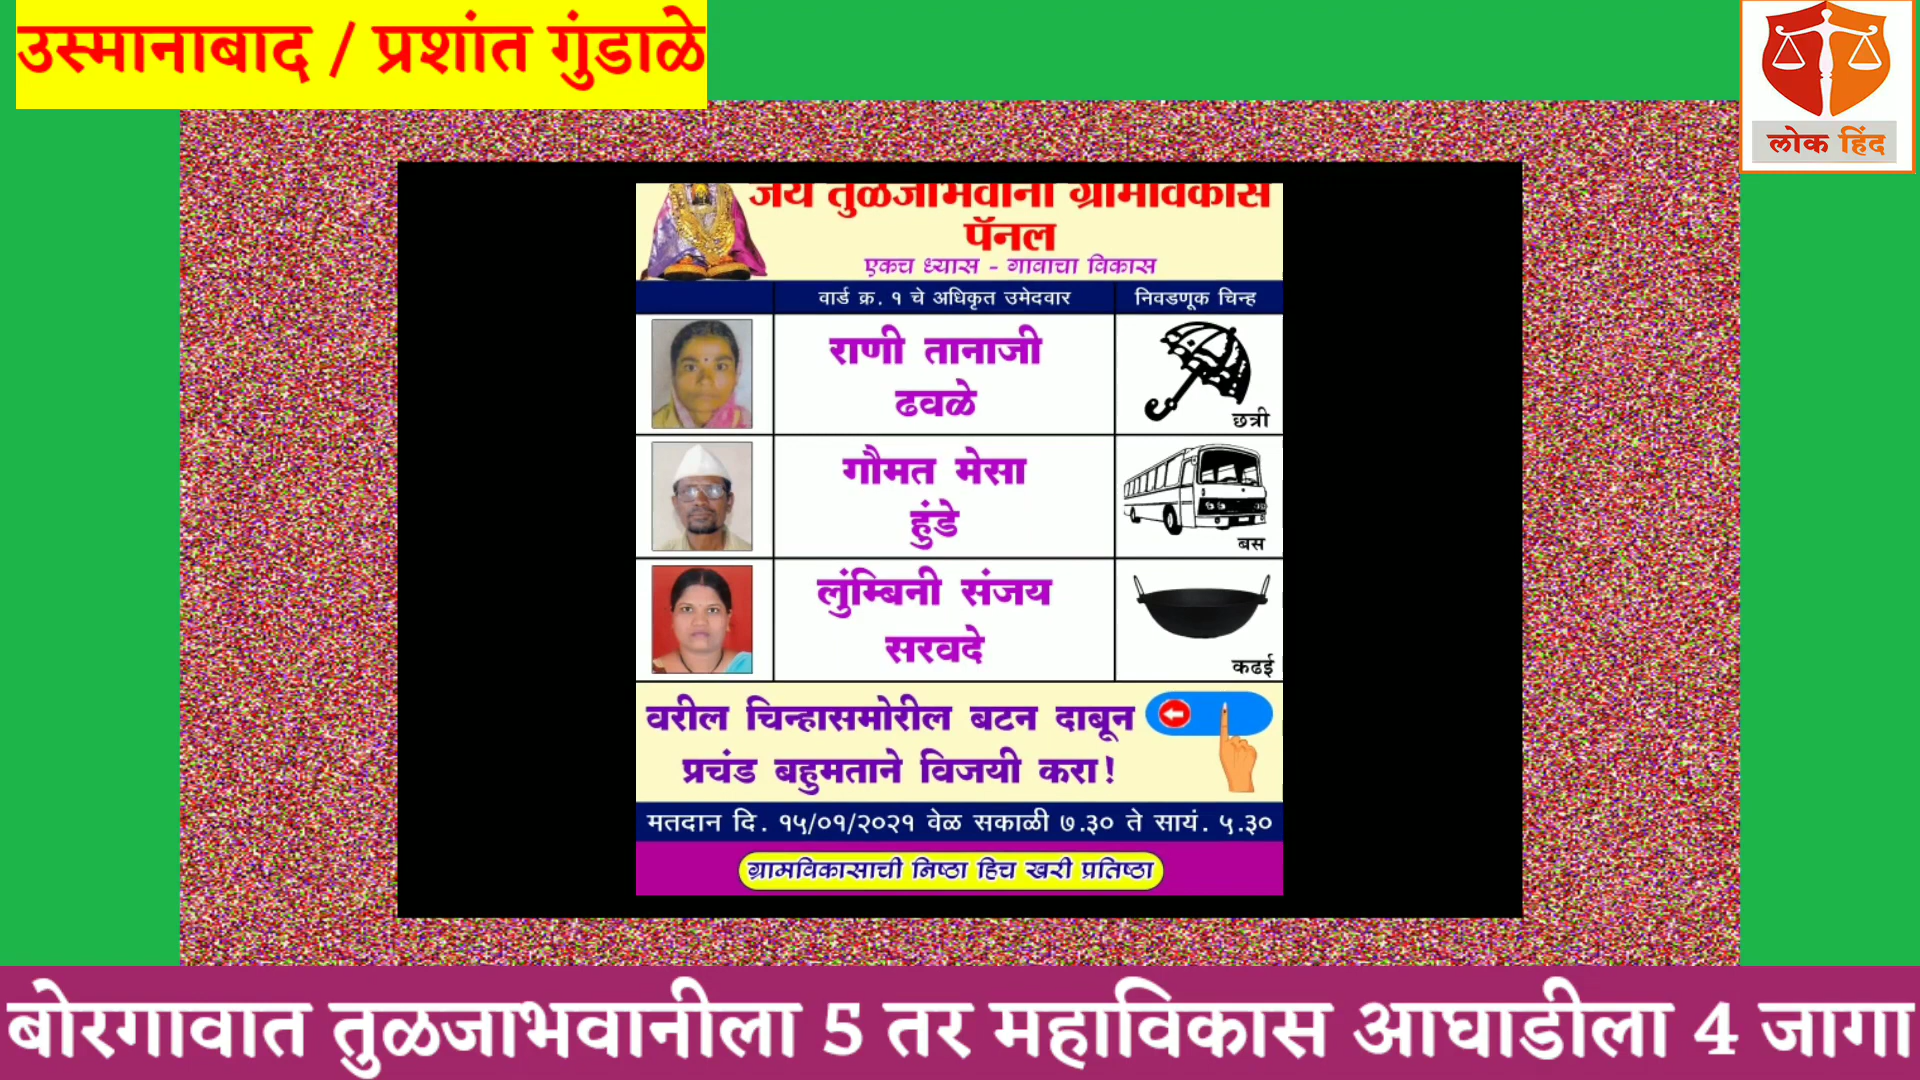 उस्मानाबाद / प्रशांत गुंडाळे
लोक हिंद
जय तुळजाभवानी ग्रामविकास
पॅनल
एकच ध्यास - गावाचा विकास
वार्ड क्र. १ चे अधिकृत उमेदवार
निवडणूक चिन्ह
राणी तानाजी
ढवळे
छत्री
गौमत मेसा
हुंडे
बस
लुंम्बिनी संजय
सरवदे
कढई
वरील चिन्हासमोरील बटन दाबून
प्रचंड बहुमताने विजयी करा!
मतदान दि. १५/०१/२०२१ वेळ सकाळी ७.३० ते सायं. ५.३०
ग्रामविकासाची निष्ठा हिच खरी प्रतिष्ठा
बोरगावात तुळजाभवानीला 5 तर महाविकास आघाडीला 4 जागा